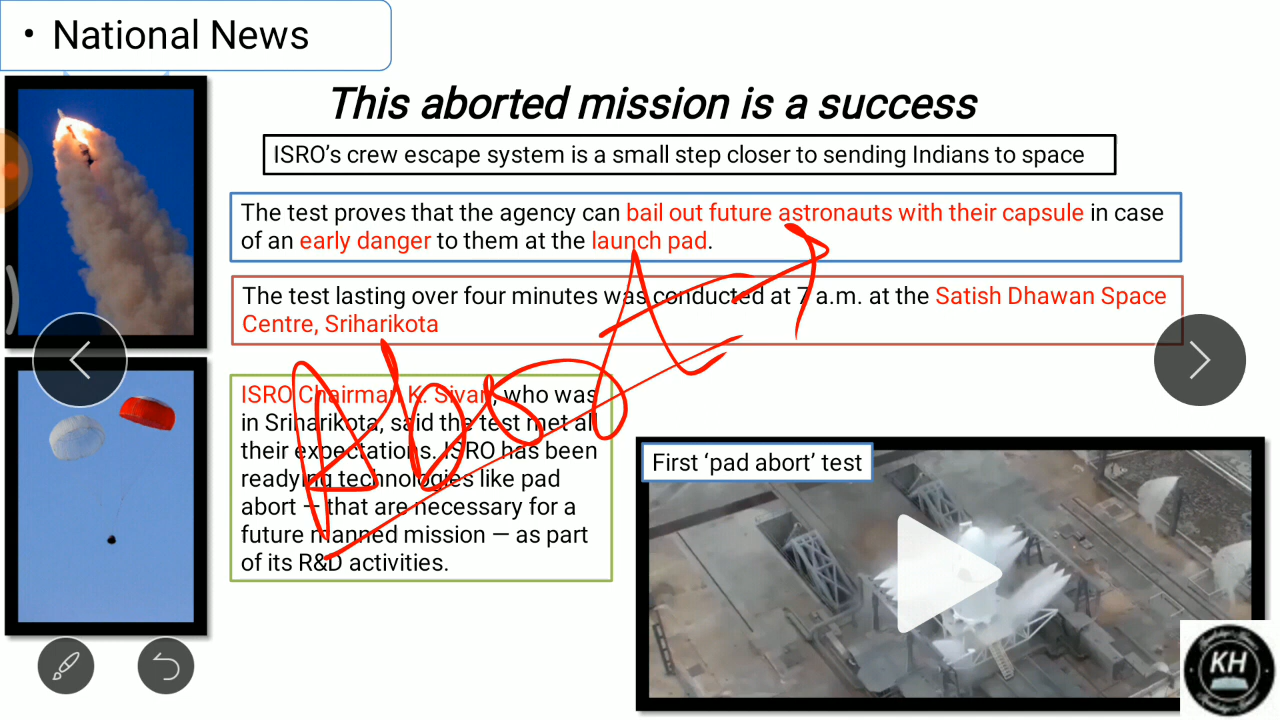 • National News
This aborted mission is a success
ISRO's crew escape system is a small step closer to sending Indians to space
The test proves that the agency can bail out future astronauts with their capsule in case
of an early danger to them at the launch pad.
The test lasting over four minutes was conducted at 7 a.m. at the Satish Dhawan Space
Centre, Sriharikota
ISRO Chairman K. Sivan, who was
in Sriharikota, said the test met all
their expectations. ISRO has been
readying technologies like pad
abort — that are necessary for a
future manned mission — as part
of its R&D activities.
Abort
First 'pad abort' test
KH